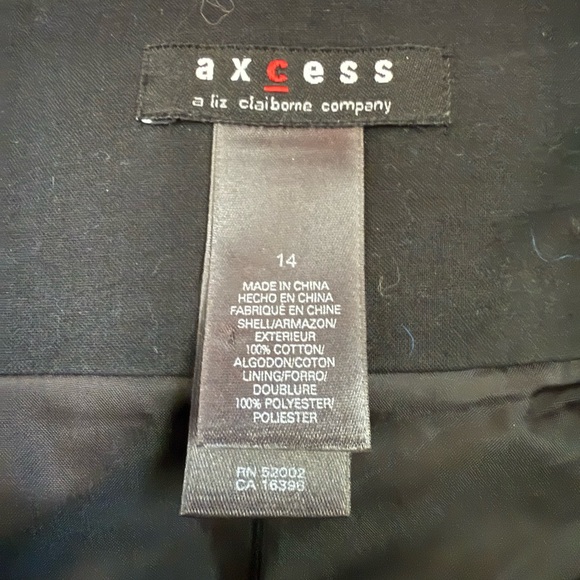 axcess
a liz claiborne company
14
MADE IN CHINA
HECHO EN CHINA
FABRIQUÉ EN CHINE
SHELL/ARMAZON/
EXTERIEUR
100% COTTON/
ALGODON/COTON
LINING/FORRO/
DOUBLURE
100% POLYESTER/
POLIESTER
RN 52002
CA 16396